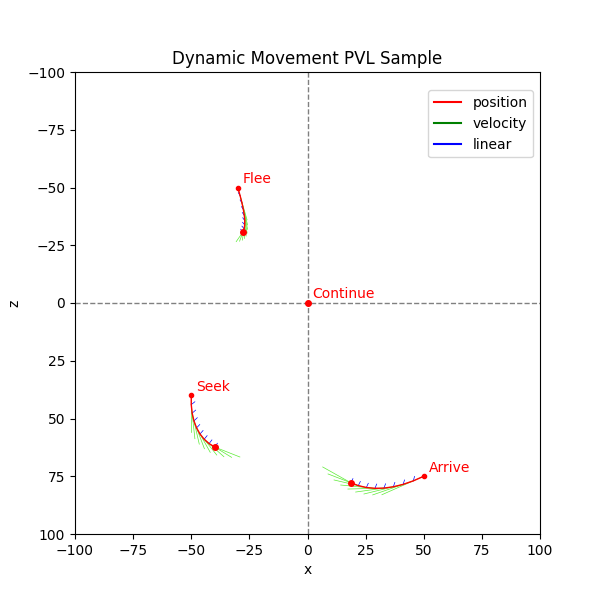 Dynamic Movement PVL Sample
−100
−75
−50
−25
0
25
50
75
100
z
position
velocity
linear
Flee
Continue
Seek
Arrive
−100
−75
−50
−25
0
25
50
75
100
x